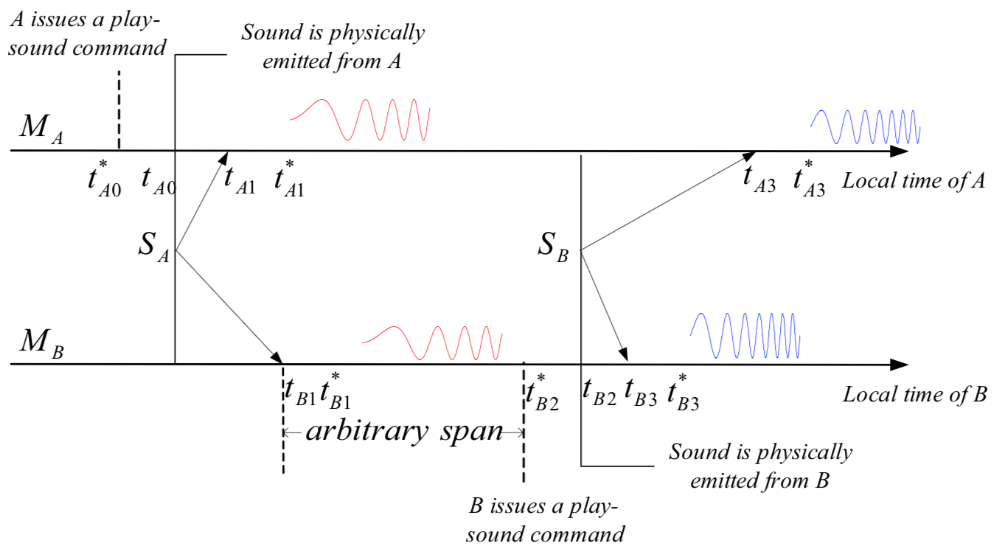 A issues a play-
sound command
Sound is physically
emitted from A
M_A
t*_A0 t_A0 t_A1 t*_A1 t_A3 t*_A3 Local time of A
S_A S_B
M_B
t_B1 t*_B1 t*_B2 t_B2 t_B3 t*_B3 Local time of B
arbitrary span
Sound is physically
emitted from B
B issues a play-
sound command